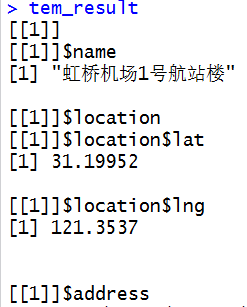 > tem_result
[[1]]
[[1]]$name
[1] "虹桥机场1号航站楼"
[[1]]$location
[[1]]$location$lat
[1] 31.19952
[[1]]$location$lng
[1] 121.3537
[[1]]$address